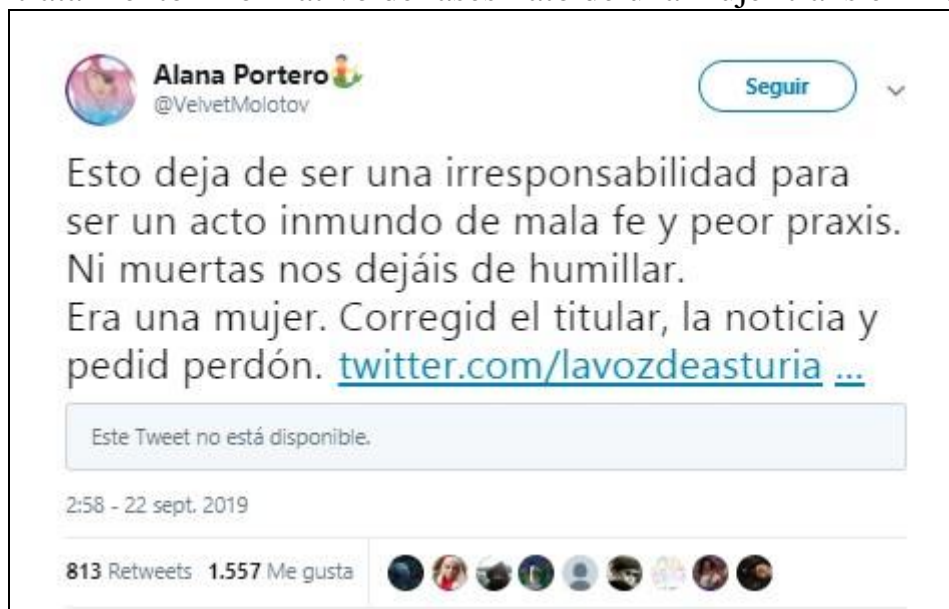 Alana Portero
@VelvetMolotov
Seguir
Esto deja de ser una irresponsabilidad para
ser un acto inmundo de mala fe y peor praxis.
Ni muertas nos dejáis de humillar.
Era una mujer. Corregid el titular, la noticia y
pedid perdón. twitter.com/lavozdeasturia ...
Este Tweet no está disponible.
2:58 - 22 sept. 2019
813 Retweets 1.557 Me gusta